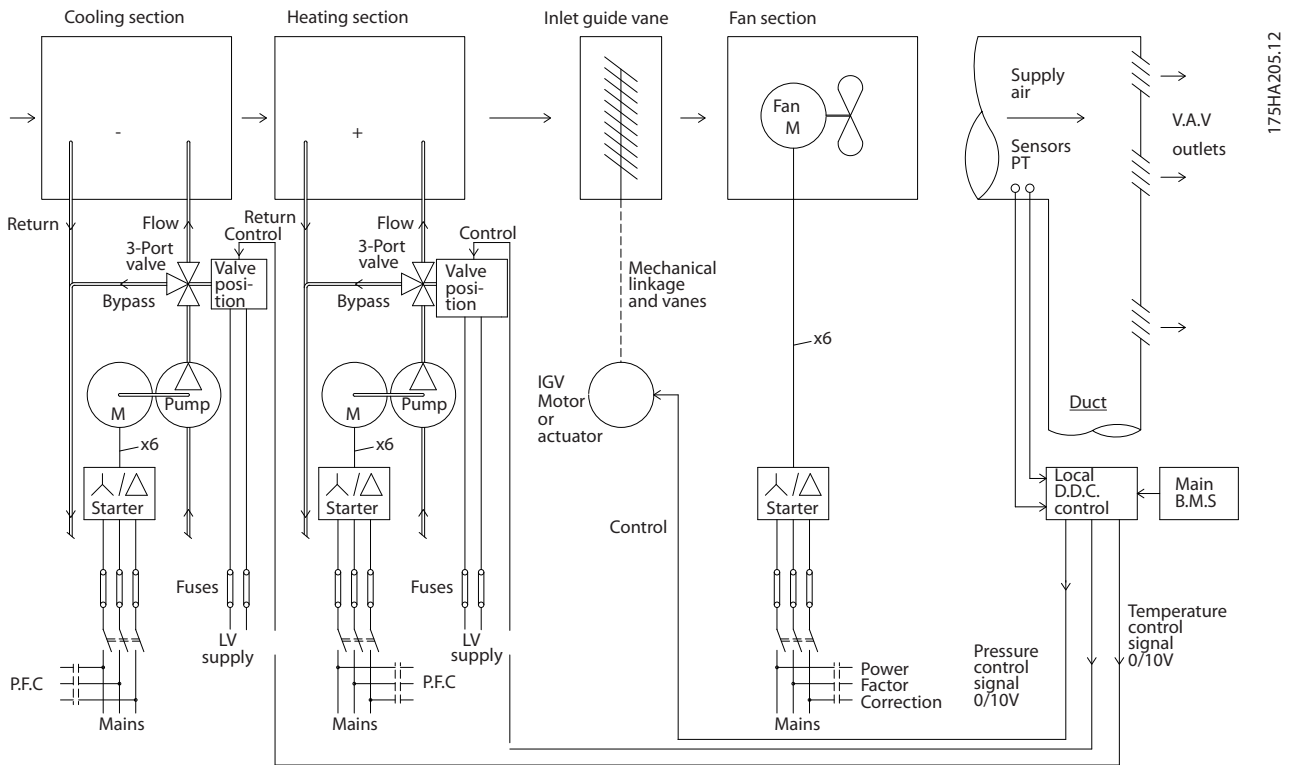 Cooling section
Heating section
Inlet guide vane
Fan section
175HA205.12
-
+
Fan
M
Supply
air
Sensors
PT
V.A.V
outlets
Return
Flow
3-Port
valve
Bypass
Return
Control
Valve
posi-
tion
Flow
3-Port
valve
Bypass
Control
Valve
posi-
tion
Mechanical
linkage
and vanes
x6
M
Pump
M
Pump
IGV
Motor
or
actuator
Duct
x6
x6
Starter
Starter
Starter
Local
D.D.C.
control
Main
B.M.S
Control
Fuses
Fuses
LV
supply
LV
supply
P.F.C
P.F.C
Power
Factor
Correction
Mains
Mains
Mains
Pressure
control
signal
0/10V
Temperature
control
signal
0/10V